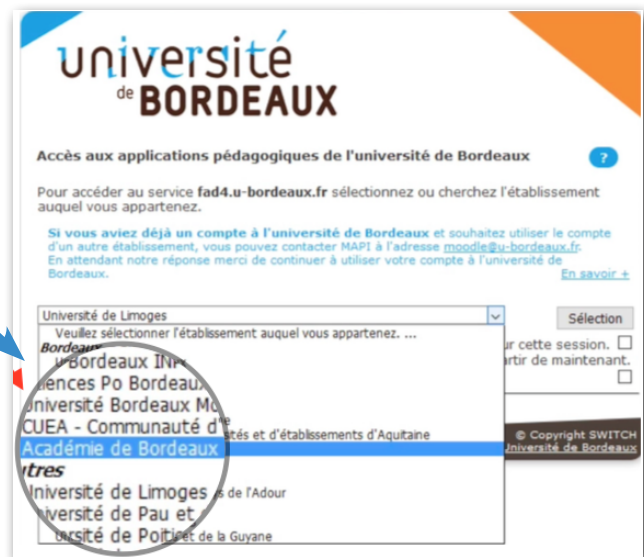 université
de BORDEAUX
Accès aux applications pédagogiques de l'université de Bordeaux
?
Pour accéder au service fad4.u-bordeaux.fr sélectionnez ou cherchez l'établissement
auquel vous appartenez.
Si vous aviez déjà un compte à l'université de Bordeaux et souhaitez utiliser le compte
d'un autre établissement, vous pouvez contacter MAPI à l'adresse moodle@u-bordeaux.fr.
En attendant notre réponse merci de continuer à utiliser votre compte à l'université de
Bordeaux.
En savoir +
Université de Limoges
Sélection
Veuillez sélectionner l'établissement auquel vous appartenez. ...
Bordeaux
ur cette session.
Bordeaux INP
rtir de maintenant.
iences Po Bordeaux
Université Bordeaux Mo
CUEA - Communauté d'
tés et d'établissements d'Aquitaine
Académie de Bordeaux
© Copyright SWITCH
Université de Bordeaux
utres
Université de Limoges
s de l'Adour
iversité de Pau et
ersité de Poiti
et de la Guyane